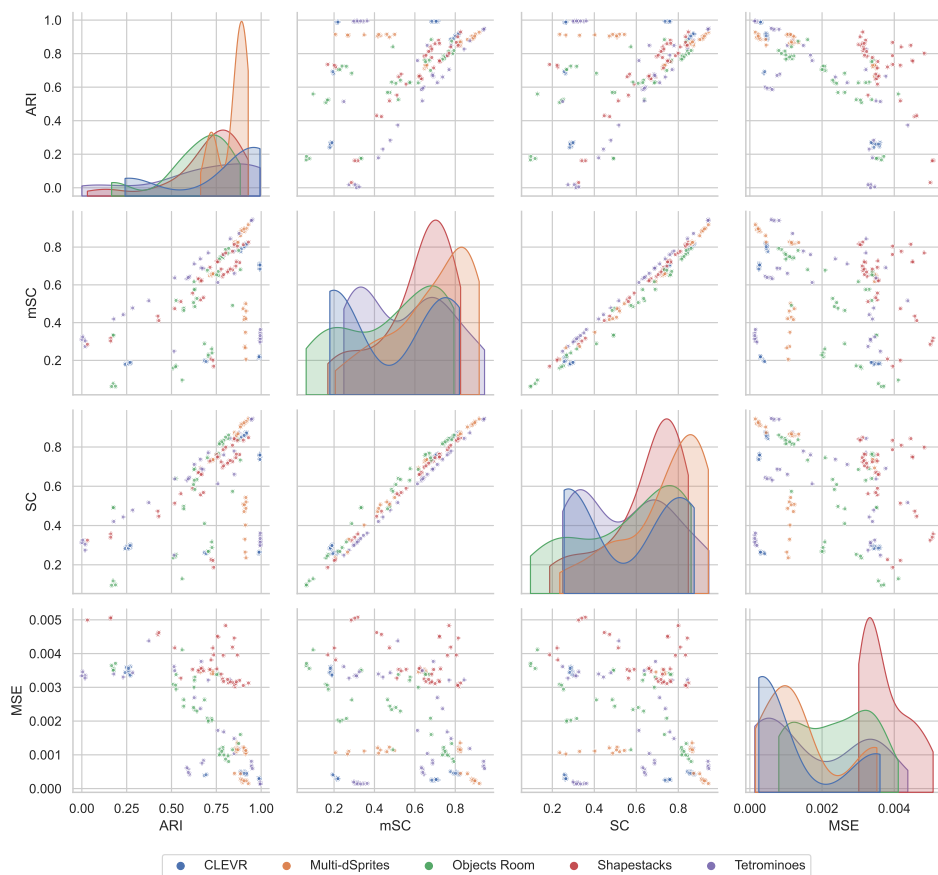 1.0
0.8
0.6
ARI
0.4
0.2
0.0
0.8
0.6
mSC
0.4
0.2
0.8
0.6
SC
0.4
0.2
0.005
0.004
0.003
MSE
0.002
0.001
0.000
0.00 0.25 0.50 0.75 1.00 0.2 0.4 0.6 0.8 0.2 0.4 0.6 0.8 0.000 0.002 0.004
ARI mSC SC MSE
CLEVR Multi-dSprites Objects Room Shapestacks Tetrominoes